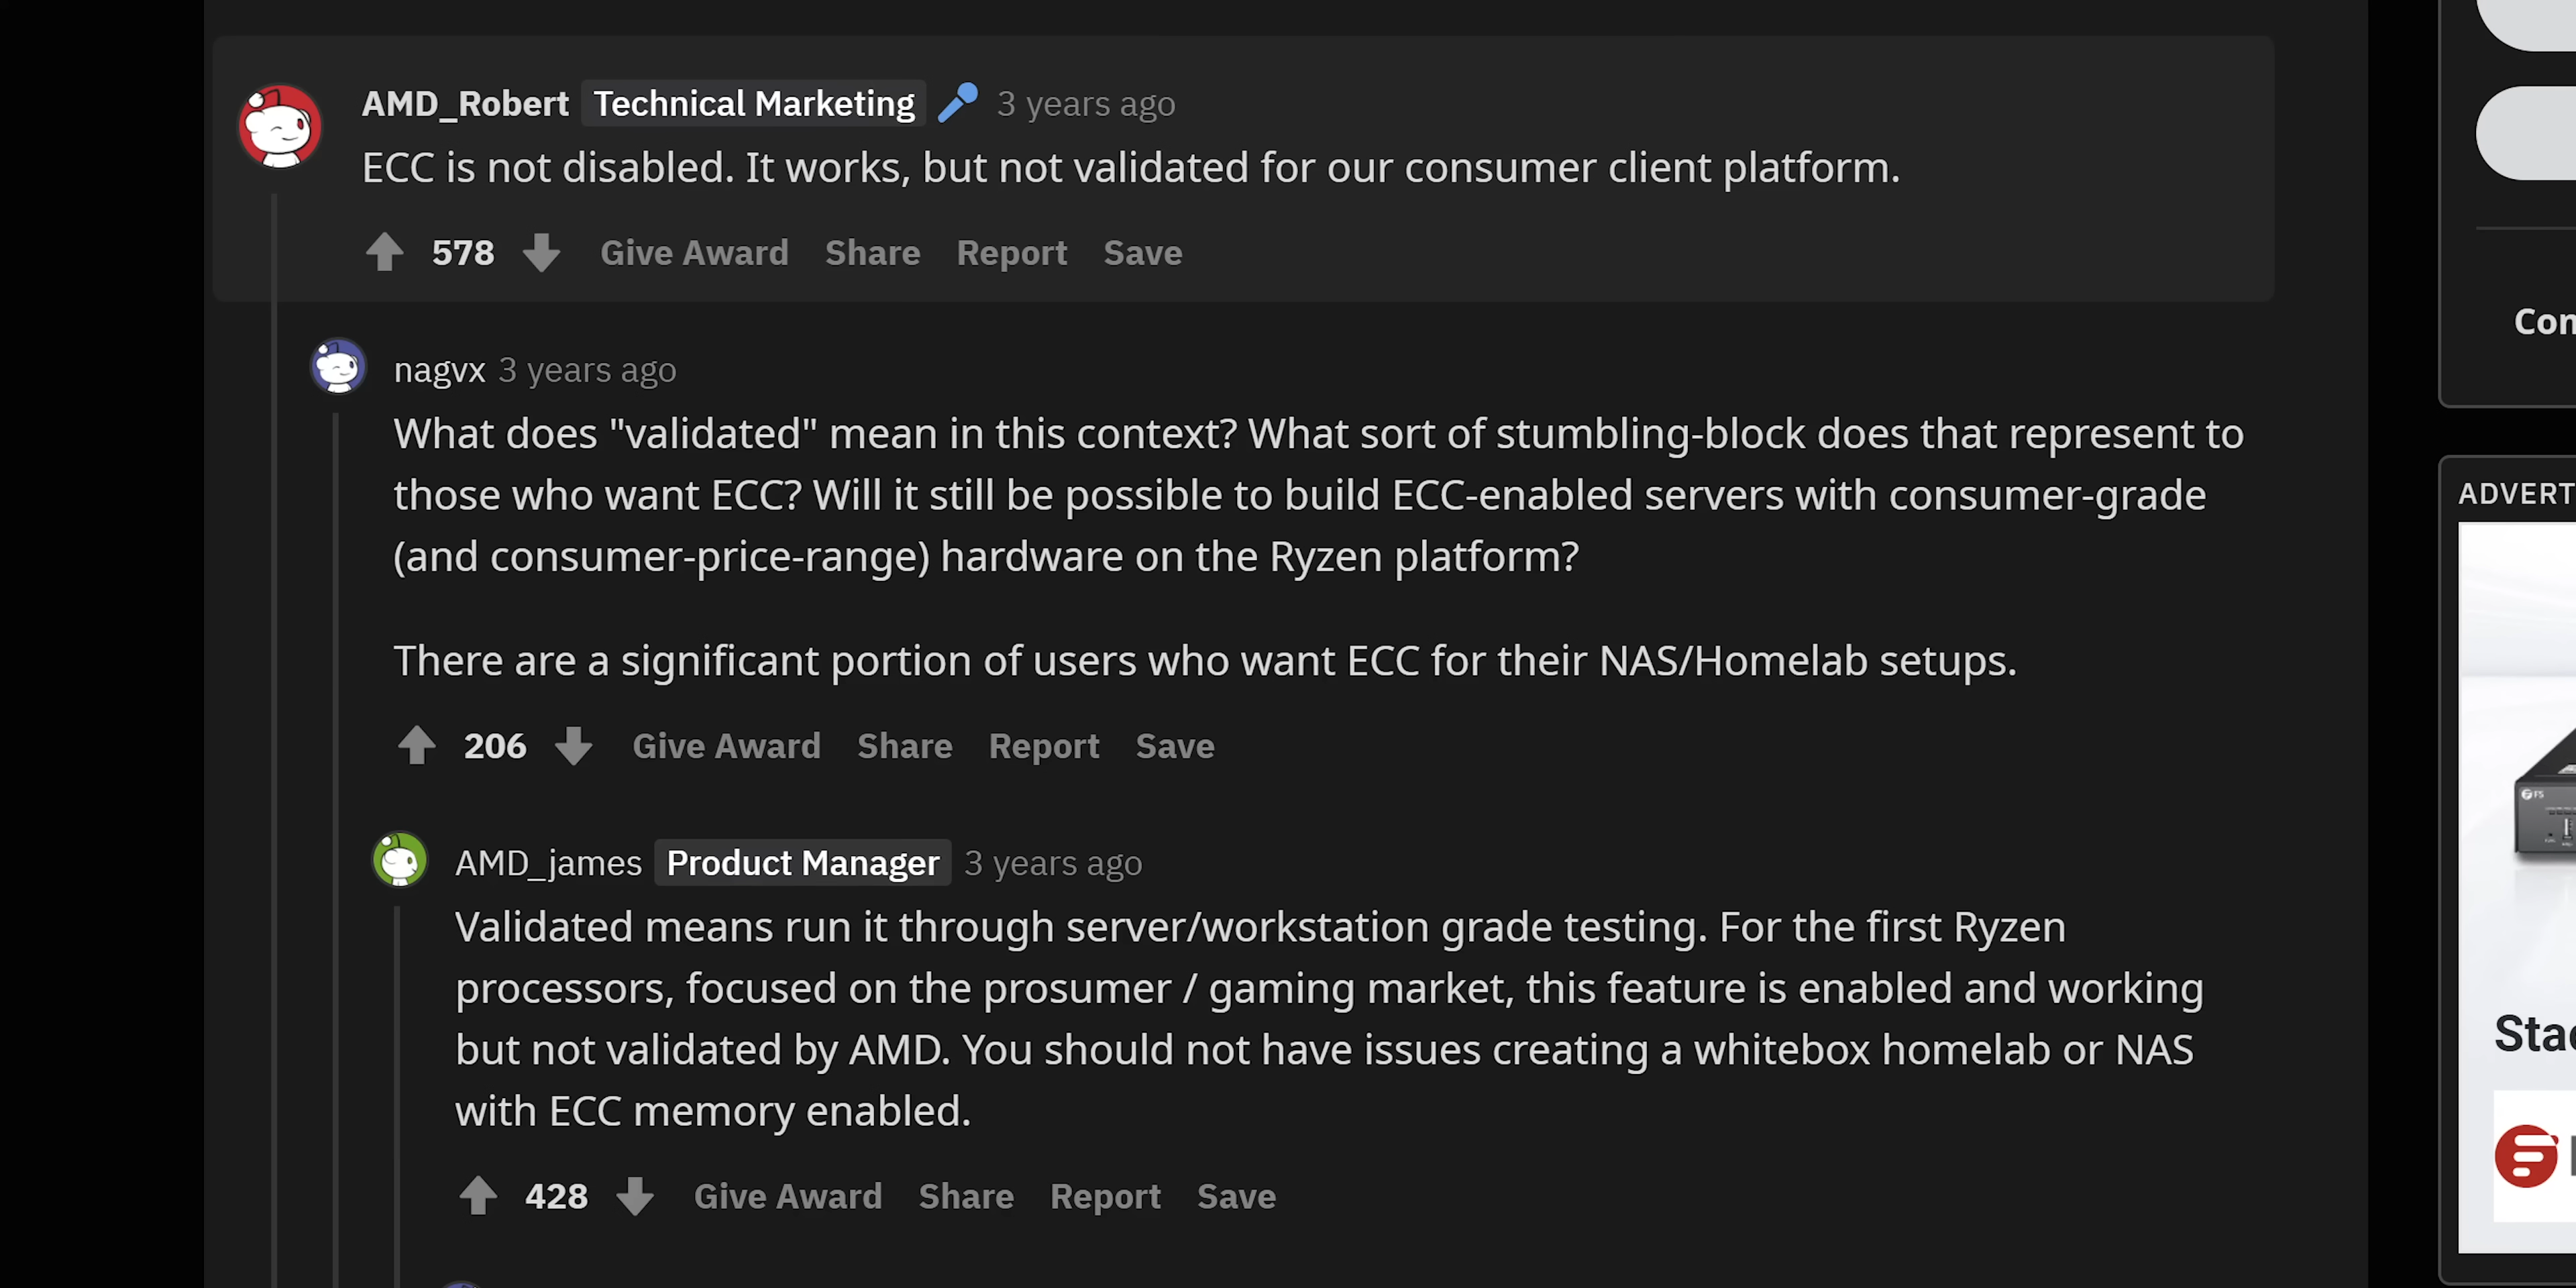 AMD_Robert Technical Marketing 3 years ago
ECC is not disabled. It works, but not validated for our consumer client platform.
578 Give Award Share Report Save
nagvx 3 years ago
What does "validated" mean in this context? What sort of stumbling-block does that represent to
those who want ECC? Will it still be possible to build ECC-enabled servers with consumer-grade
(and consumer-price-range) hardware on the Ryzen platform?
There are a significant portion of users who want ECC for their NAS/Homelab setups.
206 Give Award Share Report Save
AMD_james Product Manager 3 years ago
Validated means run it through server/workstation grade testing. For the first Ryzen
processors, focused on the prosumer / gaming market, this feature is enabled and working
but not validated by AMD. You should not have issues creating a whitebox homelab or NAS
with ECC memory enabled.
428 Give Award Share Report Save
Con
ADVERT
FS
Stac